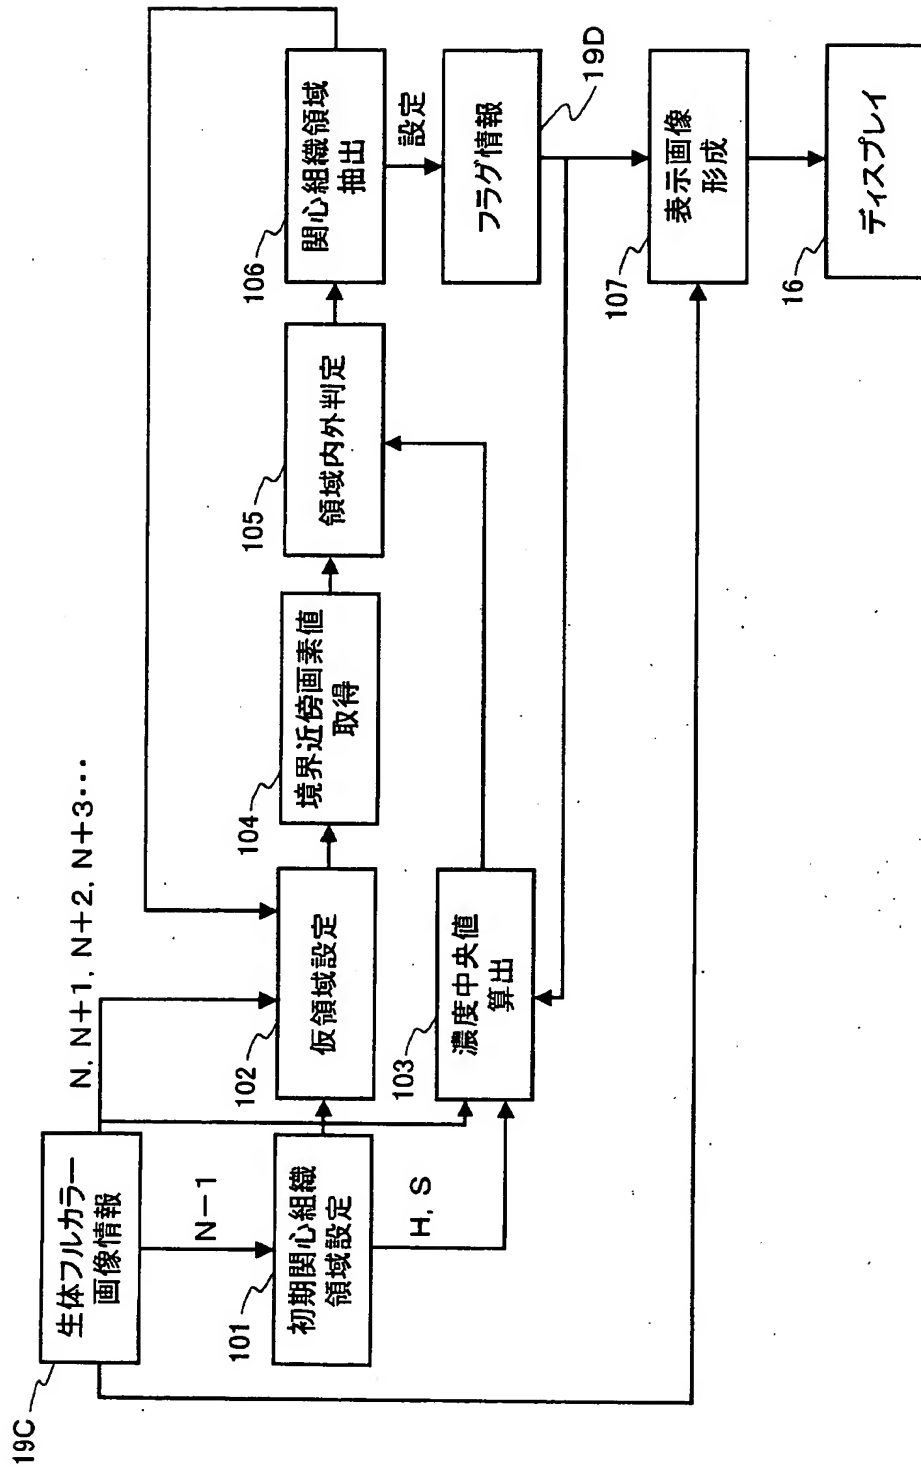 19C
生体フルカラー
画像情報
N, N+1, N+2, N+3・・・
N−1
101
初期関心組織
領域設定
H, S
102
仮領域設定
103
濃度中央値
算出
104
境界近傍画素値
取得
105
領域内外判定
106
関心組織領域
抽出
設定
フラグ情報
19D
107
表示画像
形成
16
ディスプレイ